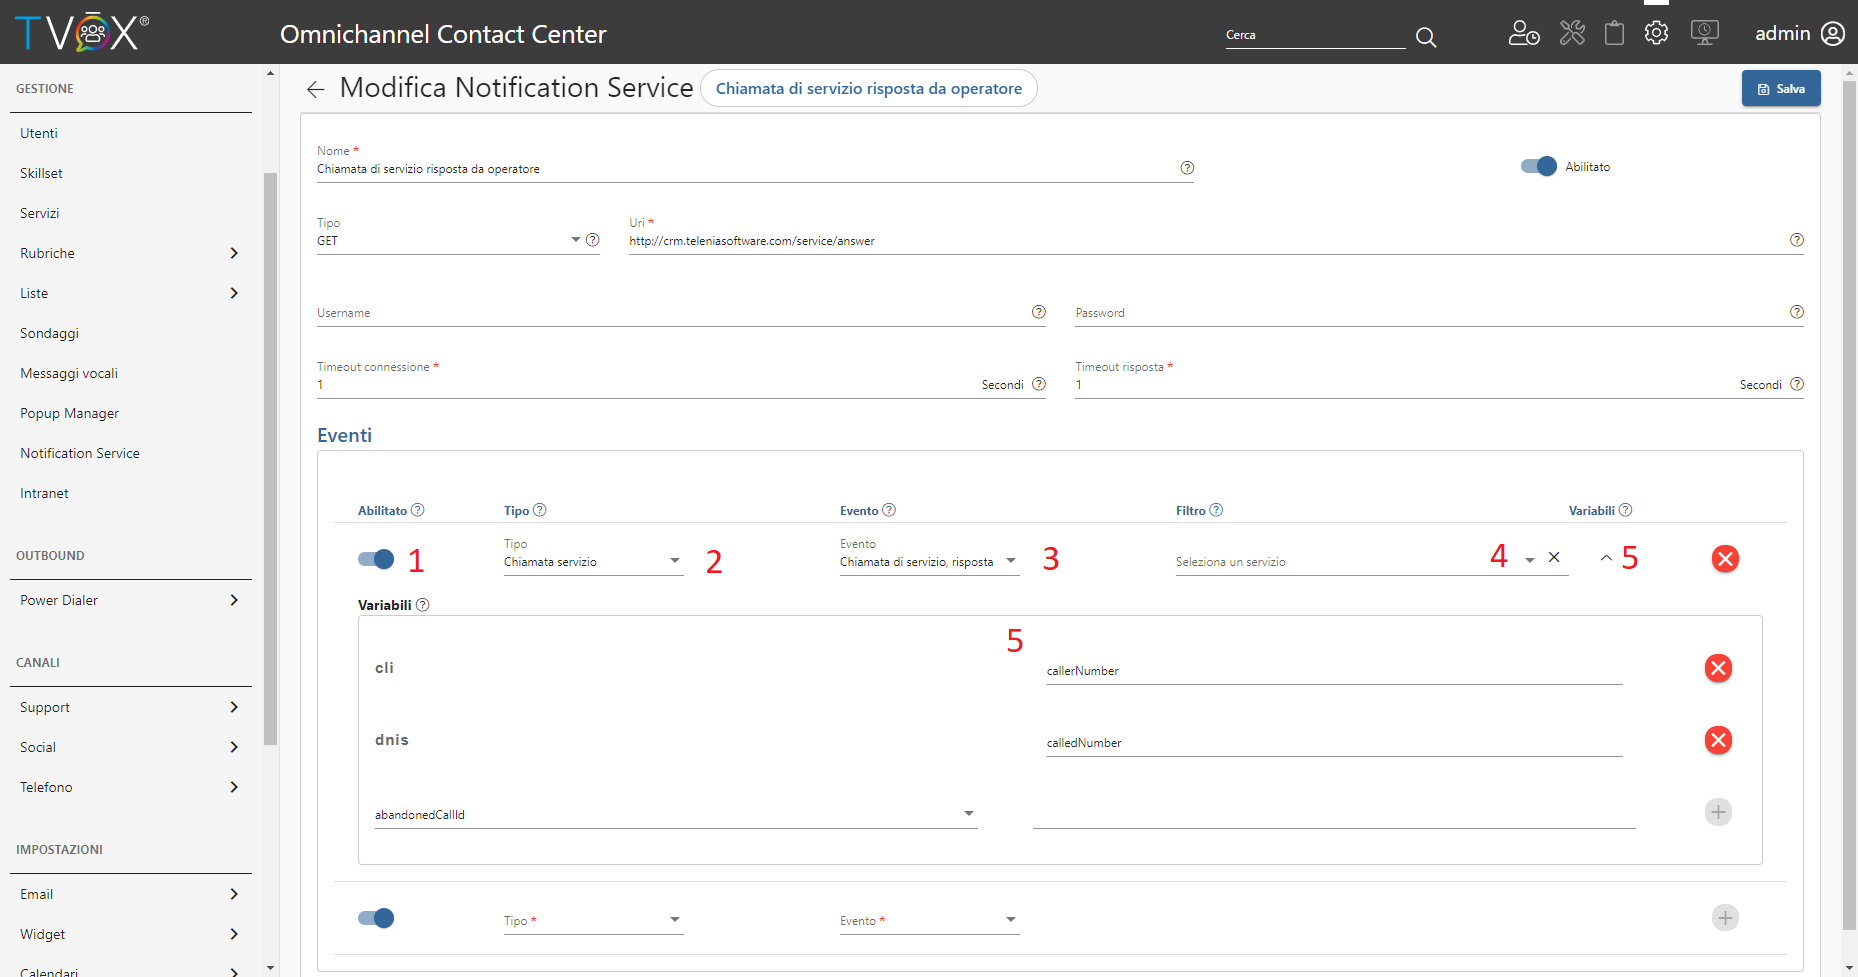 TVOX®
Omnichannel Contact Center
Cerca
admin
GESTIONE
Utenti
Skillset
Servizi
Rubriche
Liste
Sondaggi
Messaggi vocali
Popup Manager
Notification Service
Intranet
OUTBOUND
Power Dialer
CANALI
Support
Social
Telefono
IMPOSTAZIONI
Email
Widget
Calendari
Modifica Notification Service
Chiamata di servizio risposta da operatore
Salva
Nome *
Chiamata di servizio risposta da operatore
Abilitato
Tipo
GET
Uri *
http://crm.teleniasoftware.com/service/answer
Username
Password
Timeout connessione *
1 Secondi
Timeout risposta *
1 Secondi
Eventi
Abilitato Tipo Evento Filtro Variabili
1
Tipo
Chiamata servizio
2
Evento
Chiamata di servizio, risposta
3
Seleziona un servizio
4
5
Variabili
5
cli callerNumber
dnis calledNumber
abandonedCallId
Tipo * Evento *